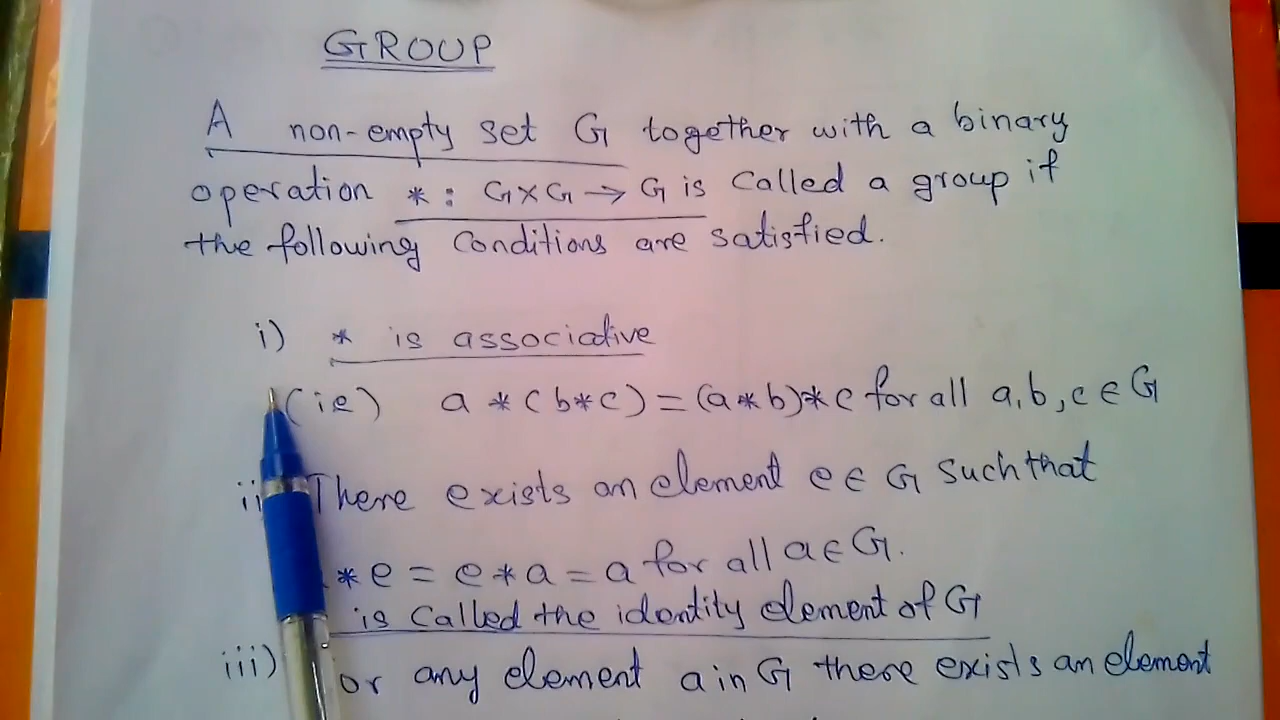 GROUP
A non-empty set G together with a binary
operation * : G×G → G is called a group if
the following conditions are satisfied.
i) * is associative
(ie) a * (b*c) = (a*b)*c for all a, b, c ∈ G
ii There exists an element e ∈ G such that
* e = e * a = a for all a ∈ G.
is called the identity element of G
iii) or any element a in G there exists an element